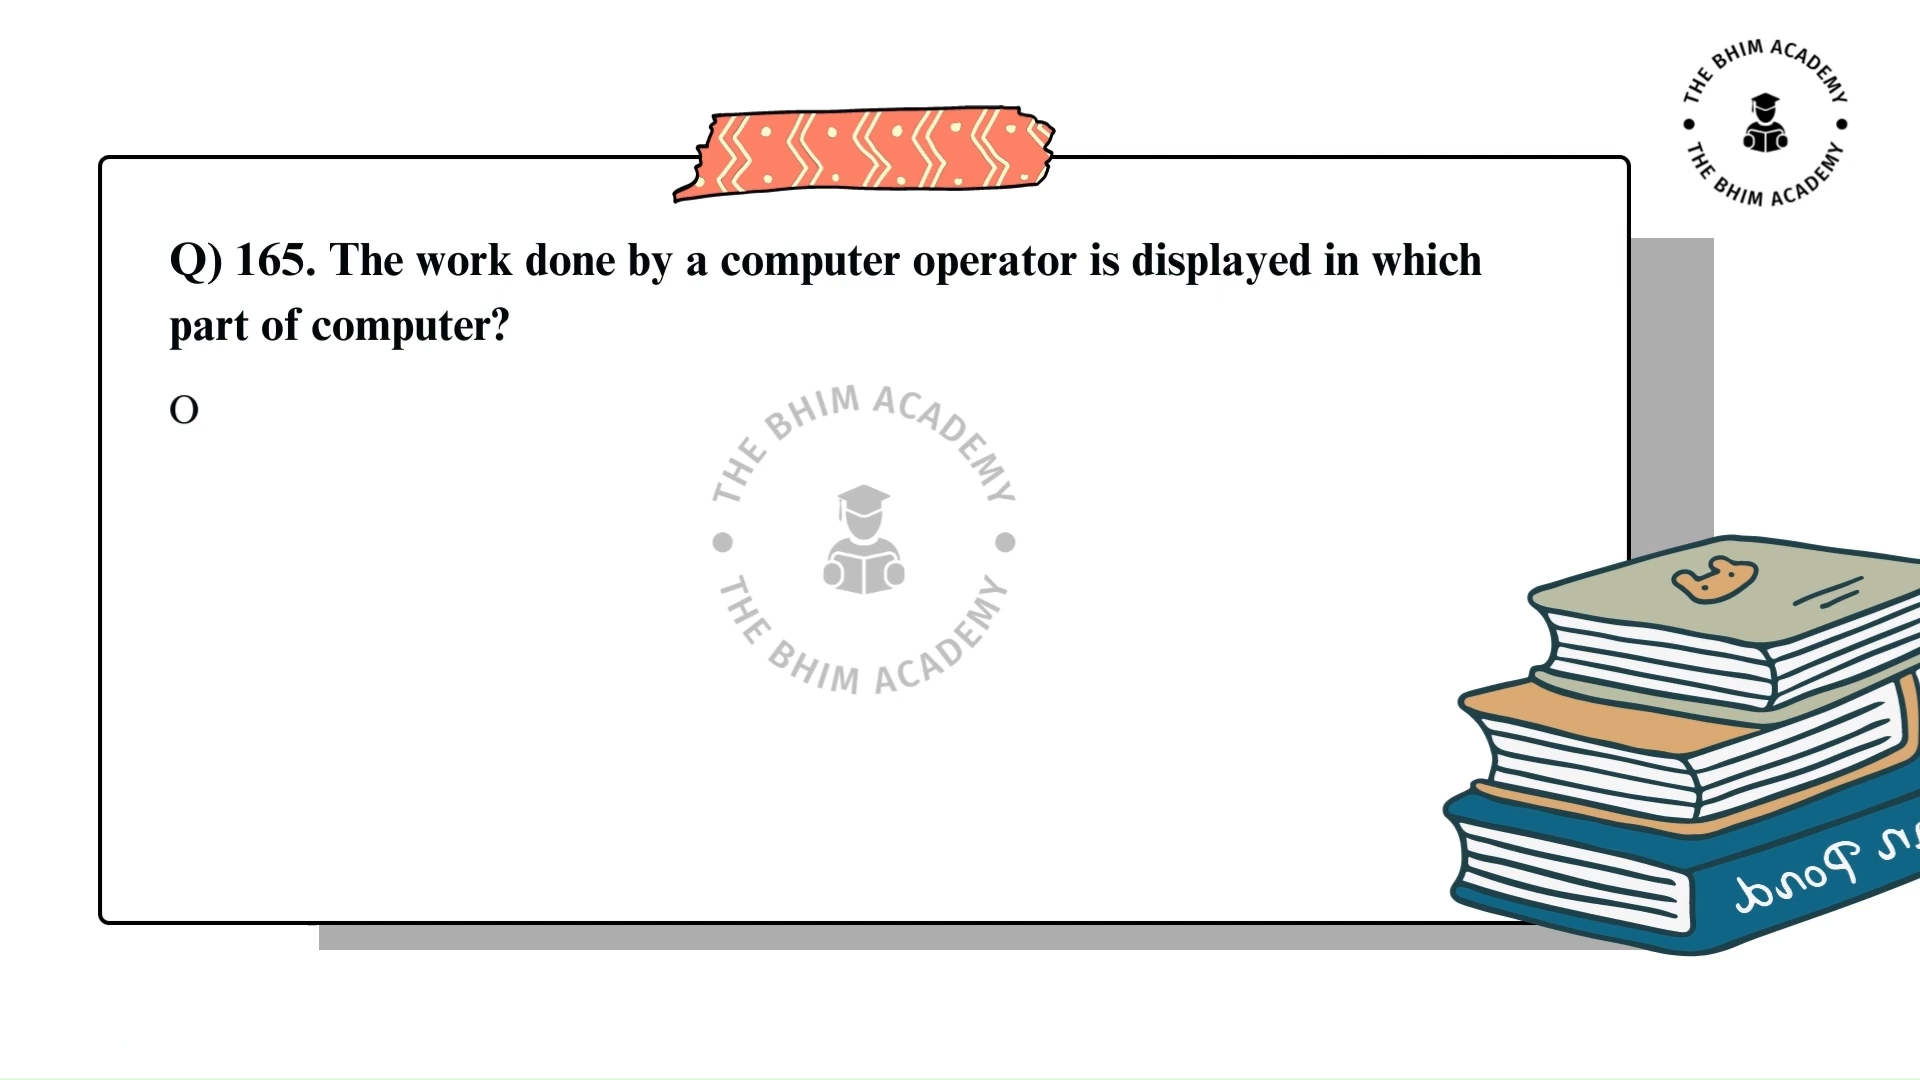 THE BHIM ACADEMY
THE BHIM ACADEMY
Q) 165. The work done by a computer operator is displayed in which
part of computer?
O
THE BHIM ACADEMY
THE BHIM ACADEMY